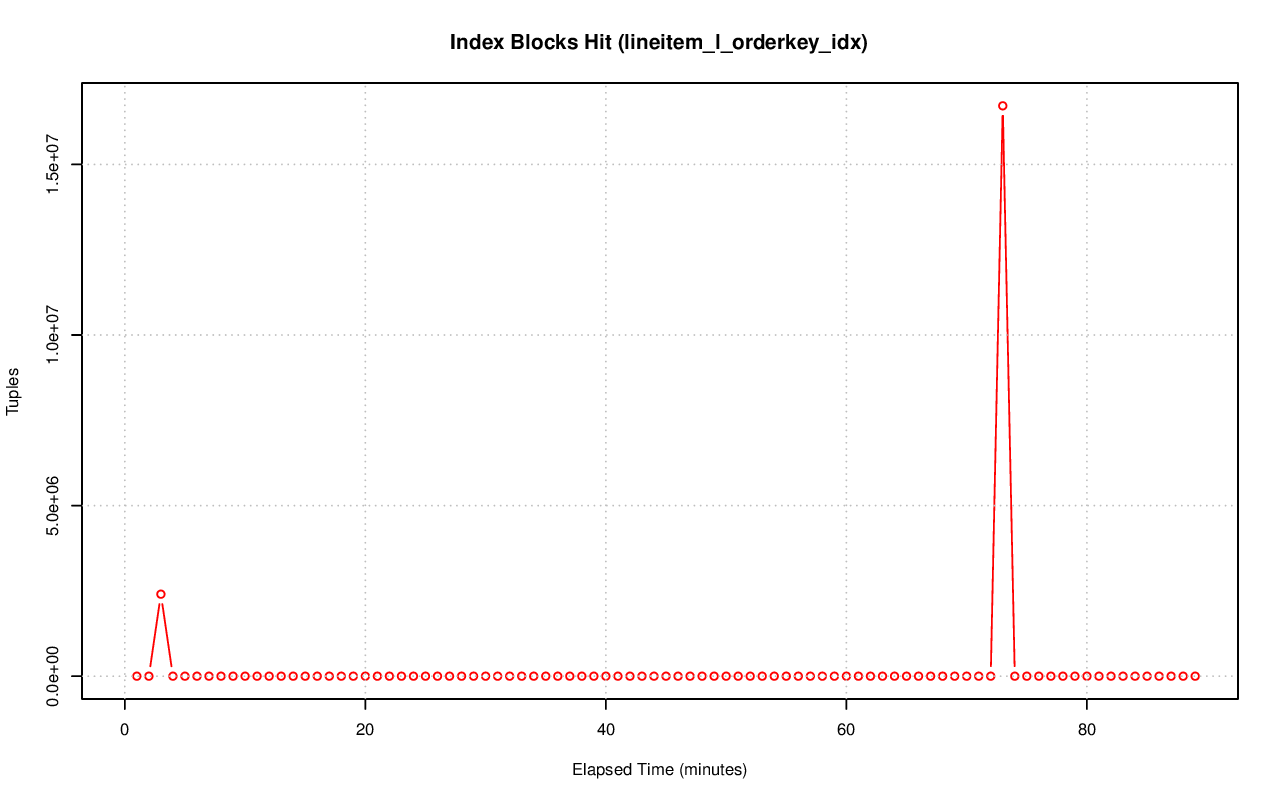 Index Blocks Hit (lineitem_l_orderkey_idx)
Tuples
1.5e+07
1.0e+07
5.0e+06
0.0e+00
0 20 40 60 80
Elapsed Time (minutes)